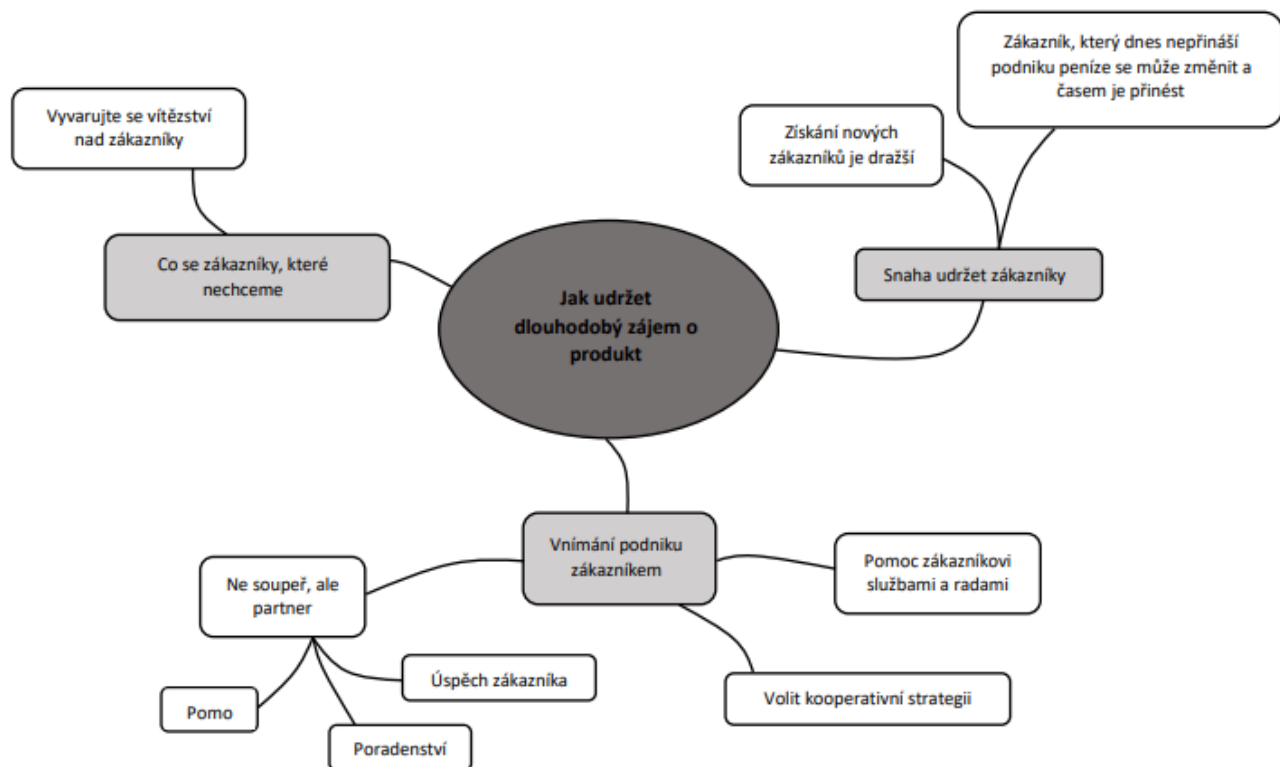 Zákazník, který dnes nepřináší
podniku peníze se může změnit a
časem je přinést
Vyvarujte se vítězství
nad zákazníky
Získání nových
zákazníků je dražší
Co se zákazníky, které
nechceme
Snaha udržet zákazníky
Jak udržet
dlouhodobý zájem o
produkt
Vnímání podniku
zákazníkem
Pomoc zákazníkovi
službami a radami
Ne soupeř, ale
partner
Úspěch zákazníka
Volit kooperativní strategii
Pomo
Poradenství